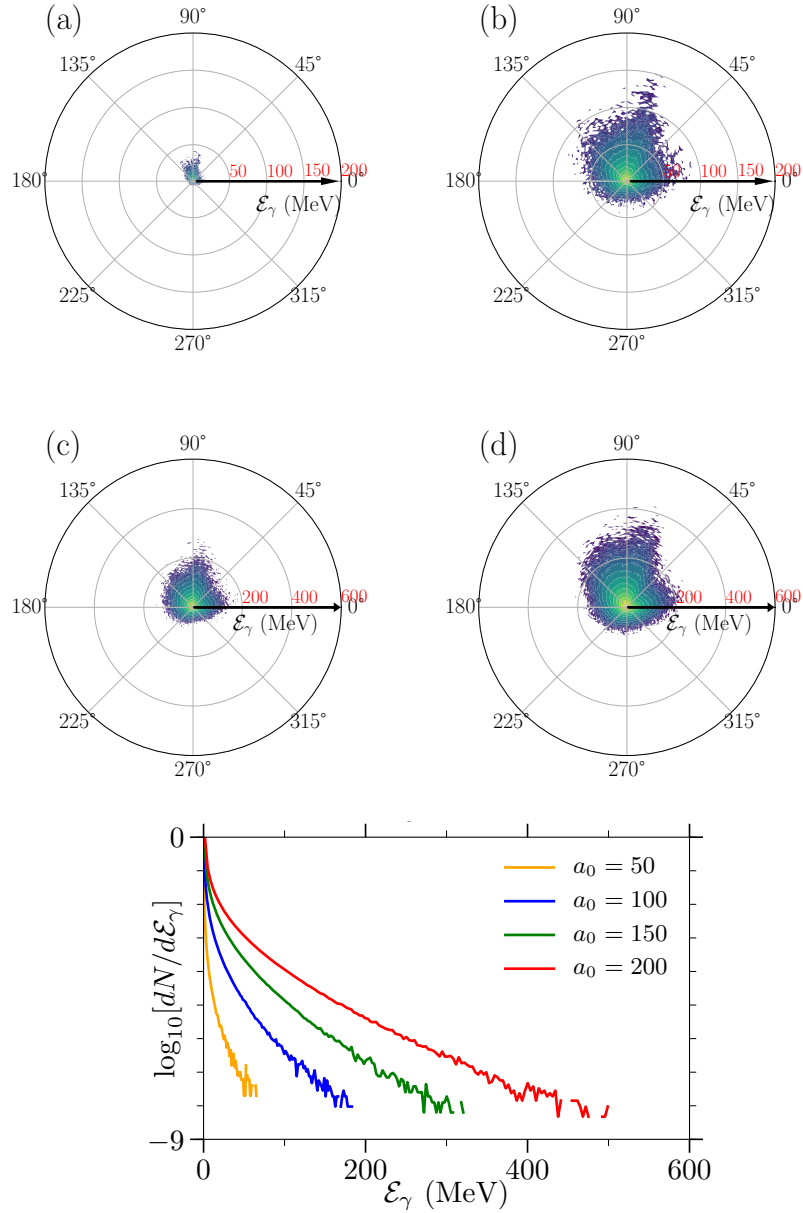 (a) (b)
90° 90°
135° 45° 135° 45°
50 100 150 200 100 150 200
180° 0° 180° 0°
ℰγ (MeV) ℰγ (MeV)
225° 315° 225° 315°
270° 270°
(c) (d)
90° 90°
135° 45° 135° 45°
200 400 600 200 400 600
180° 0° 180° 0°
ℰγ (MeV) ℰγ (MeV)
225° 315° 225° 315°
270° 270°
0
a₀ = 50
a₀ = 100
a₀ = 150
a₀ = 200
log₁₀[dN/dℰγ]
−9
0 200 400 600
ℰγ (MeV)